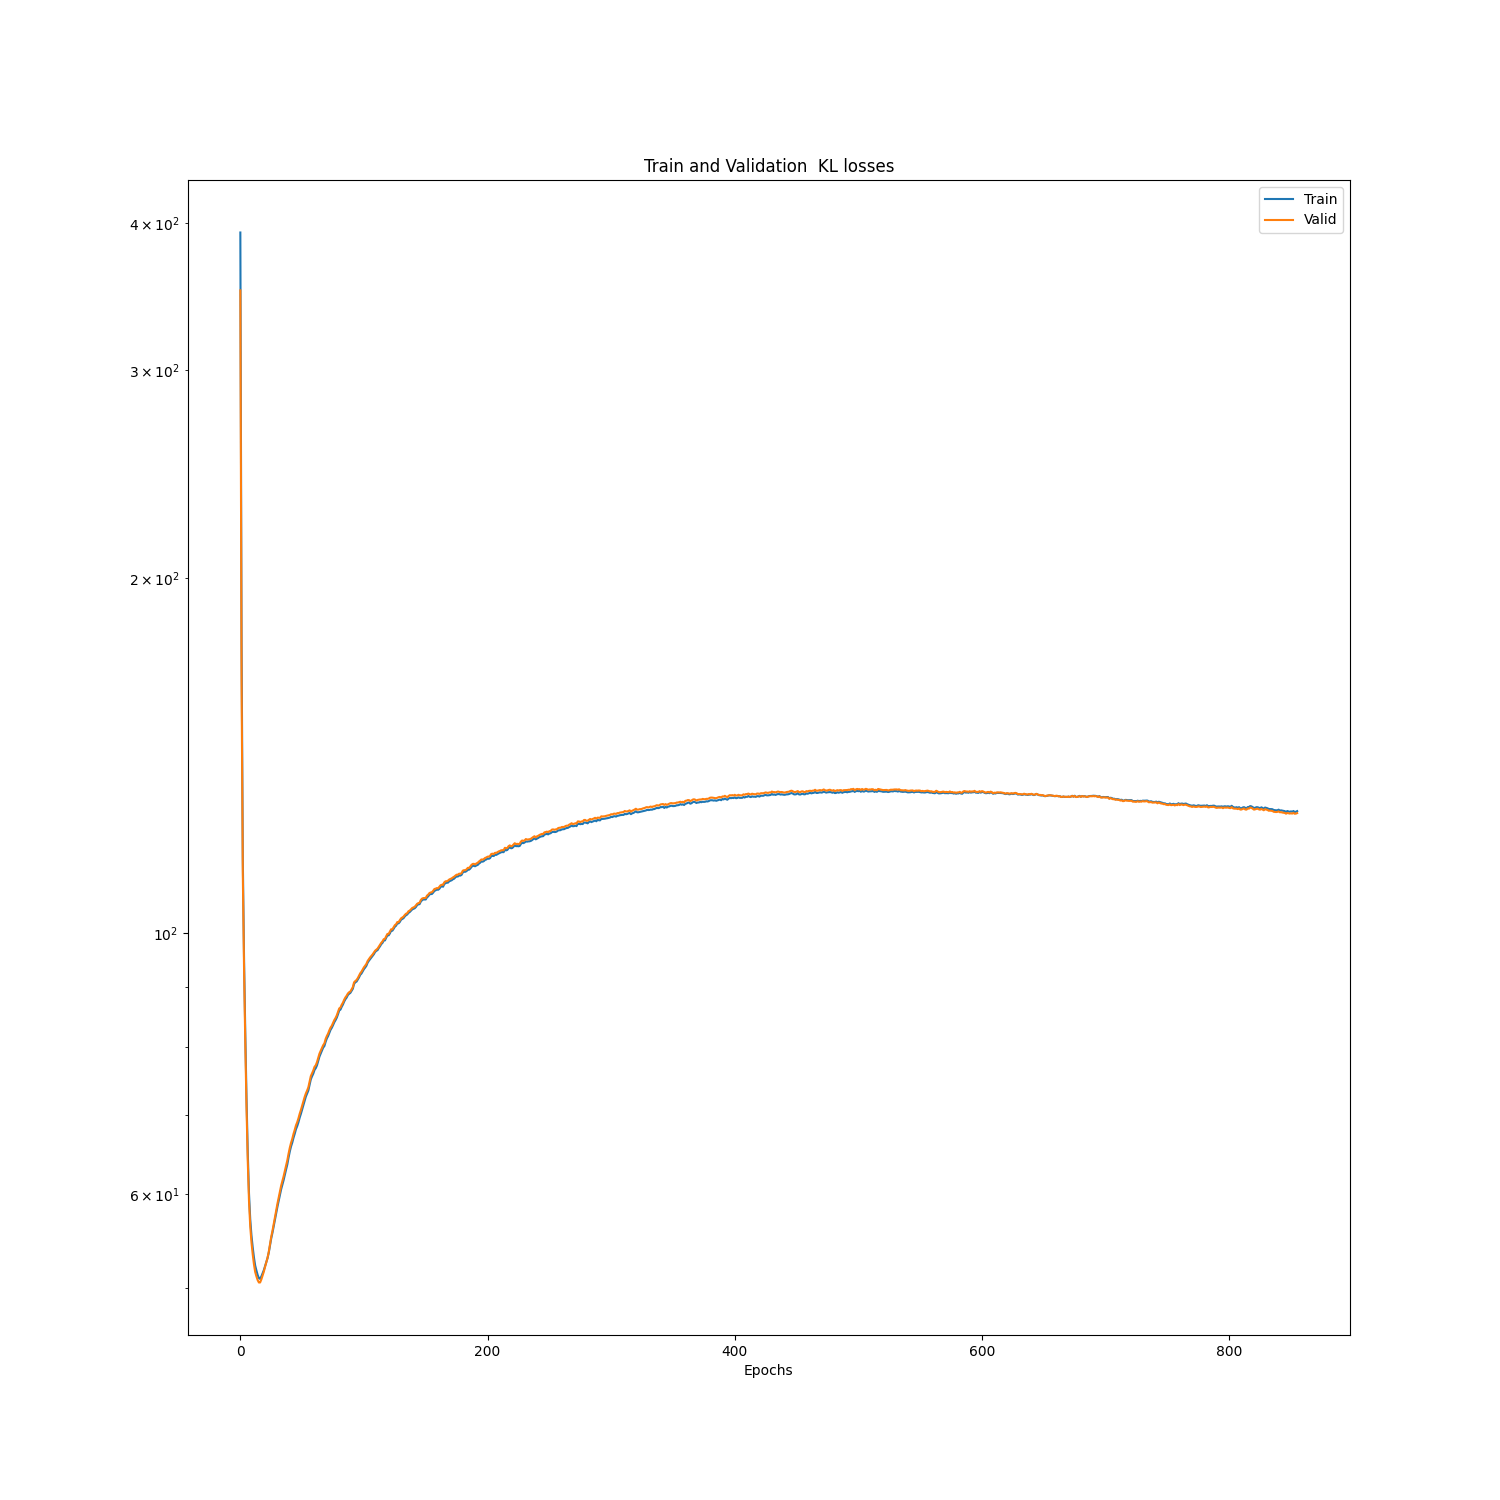 Train and Validation  KL losses
Train
Valid
4 × 10²
3 × 10²
2 × 10²
10²
6 × 10¹
0 200 400 600 800
Epochs